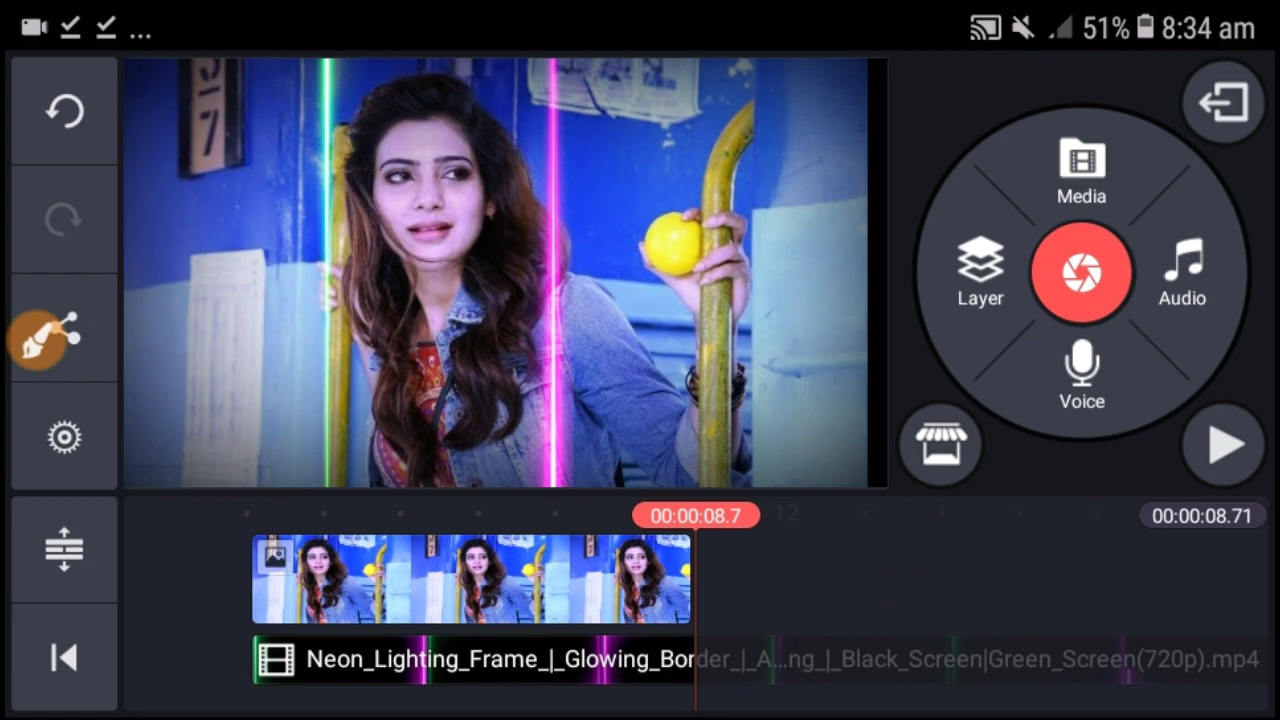 ... 51% 8:34 am
7
Media
Layer
Audio
Voice
00:00:08.7
12
00:00:08.71
Neon_Lighting_Frame_|_Glowing_Border_|_A...ng_|_Black_Screen|Green_Screen(720p).mp4